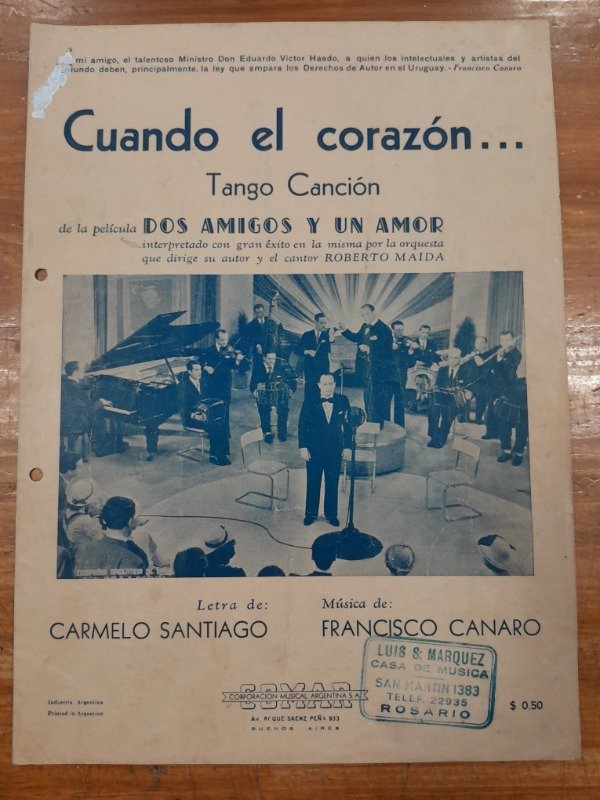 mi amigo, el talentoso Ministro Don Eduardo Víctor Haedo, a quien los intelectuales y artistas del
mundo deben, principalmente, la ley que ampara los Derechos de Autor en el Uruguay. - Francisco Canaro
Cuando el corazón...
Tango Canción
de la película DOS AMIGOS Y UN AMOR
interpretado con gran éxito en la misma por la orquesta
que dirige su autor y el cantor ROBERTO MAIDA
Letra de:
CARMELO SANTIAGO
Música de:
FRANCISCO CANARO
COMAR
CORPORACIÓN MUSICAL ARGENTINA S.A.
AV. PTE. ROQUE SAENZ PEÑA 933
BUENOS AIRES
Industria Argentina
Printed in Argentine
LUIS S. MARQUEZ
CASA DE MUSICA
SAN MARTIN 1383
TELEF. 22935
ROSARIO
$ 0.50